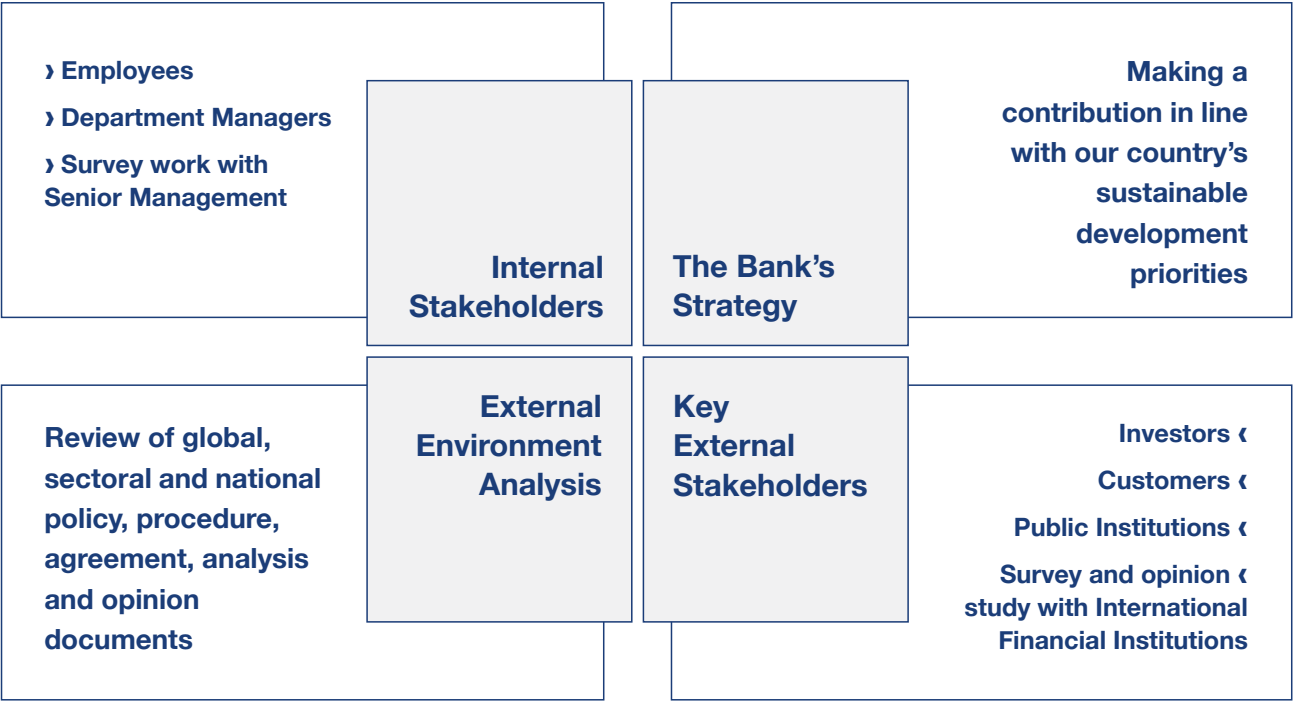 › Employees
› Department Managers
› Survey work with
Senior Management
Internal
Stakeholders
The Bank’s
Strategy
Making a
contribution in line
with our country’s
sustainable
development
priorities
Review of global,
sectoral and national
policy, procedure,
agreement, analysis
and opinion
documents
External
Environment
Analysis
Key
External
Stakeholders
Investors ‹
Customers ‹
Public Institutions ‹
Survey and opinion ‹
study with International
Financial Institutions